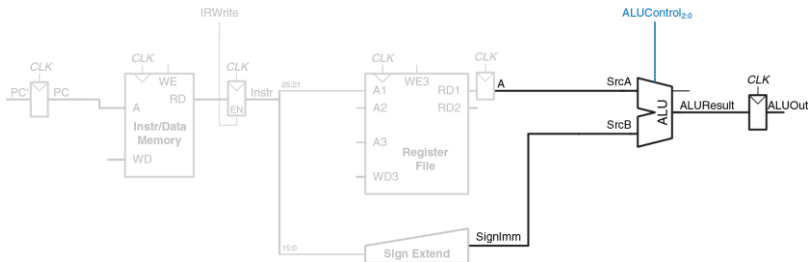 IRWrite
ALUControl2:0
CLK
CLK
CLK
CLK
CLK
PC'
PC
WE
A
RD
Instr/Data
Memory
WD
EN
Instr
25:21
A1
WE3
RD1
A2
RD2
A3
Register
File
WD3
A
SrcA
SrcB
ALU
ALUResult
ALUOut
SignImm
15:0
Sign Extend